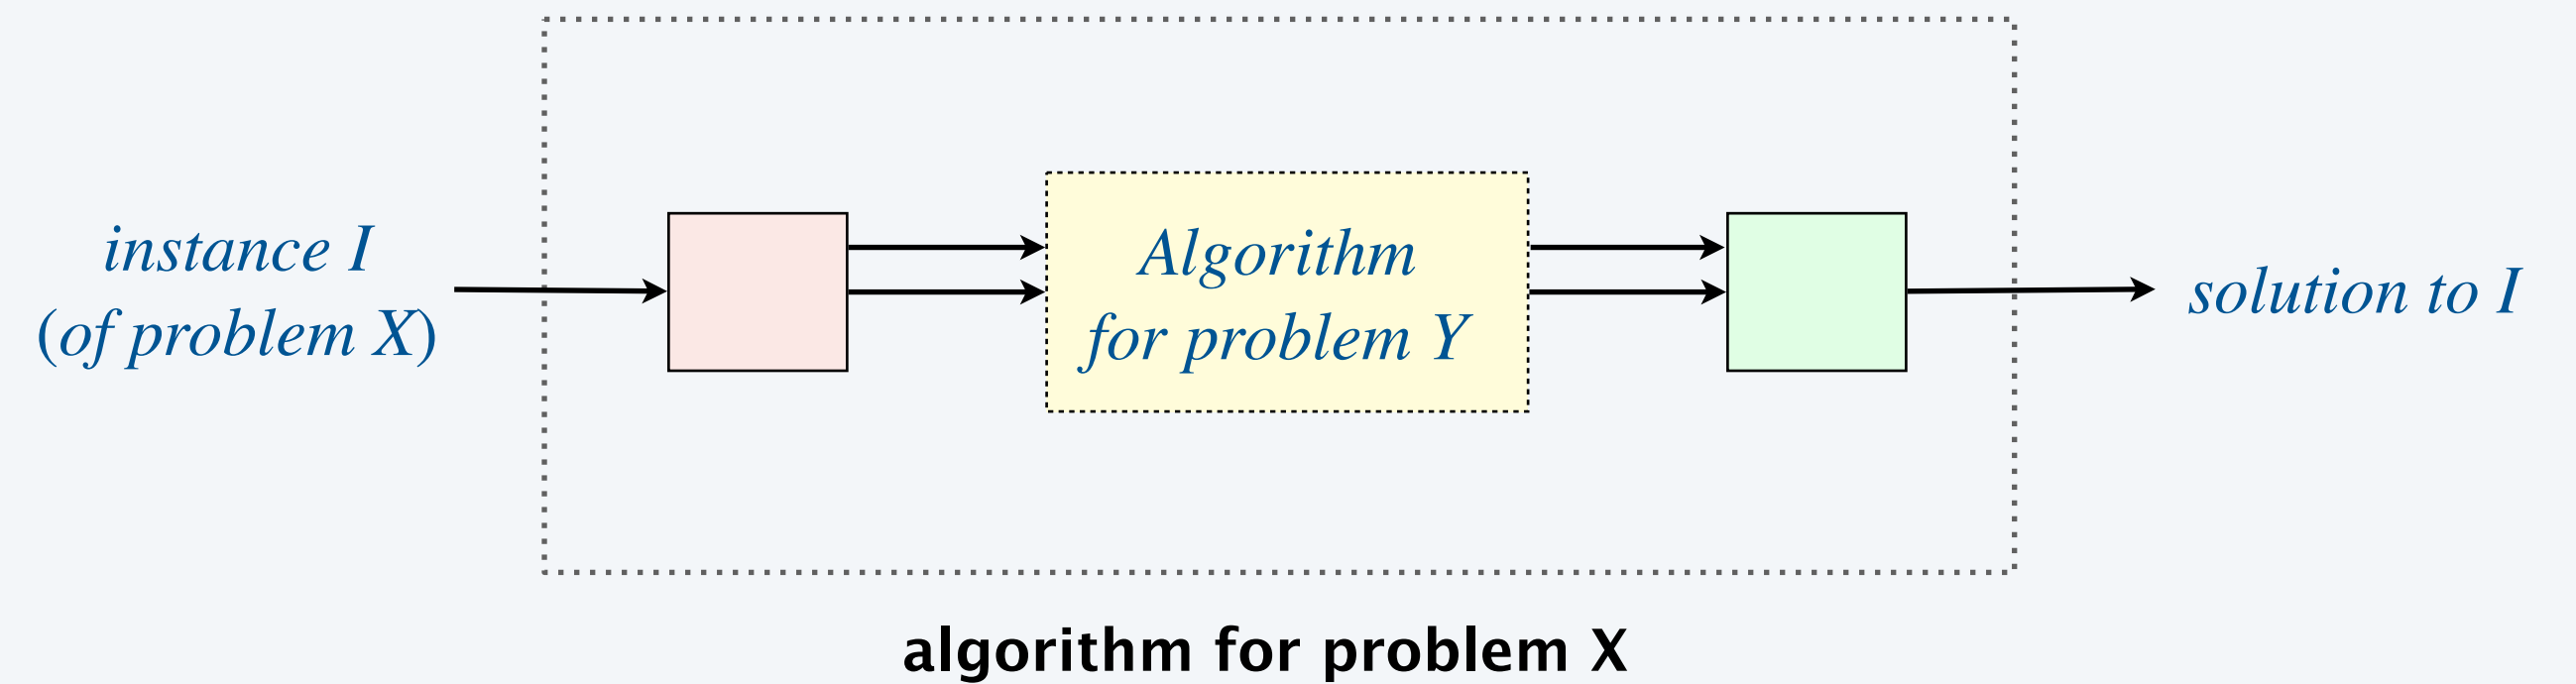 instance I
(of problem X)
Algorithm
for problem Y
solution to I
algorithm for problem X